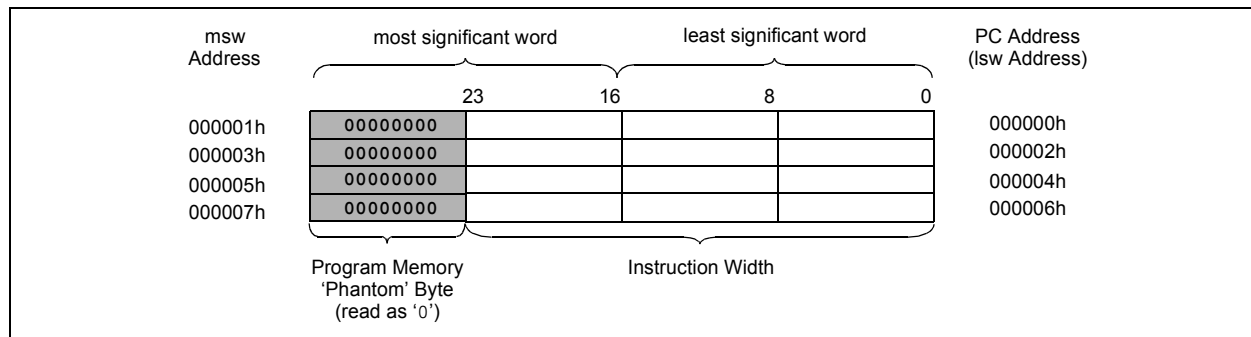 msw
Address
most significant word
least significant word
PC Address
(lsw Address)
23 16 8 0
000001h 00000000 000000h
000003h 00000000 000002h
000005h 00000000 000004h
000007h 00000000 000006h
Program Memory
‘Phantom’ Byte
(read as ‘0’)
Instruction Width